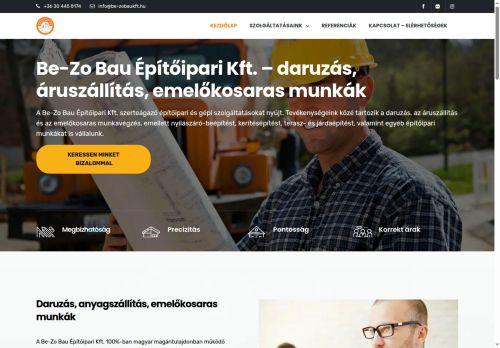 +36 30 445 8174
info@be-zobaukft.hu
KEZDŐLAP
SZOLGÁLTATÁSAINK
REFERENCIÁK
KAPCSOLAT – ELÉRHETŐSÉGEK
Be-Zo Bau Építőipari Kft. – daruzás,
áruszállítás, emelőkosaras munkák
A Be-Zo Bau Építőipari Kft. szerteágazó építőipari és gépi szolgáltatásokat nyújt. Tevékenységeink közé tartozik a daruzás, az áruszállítás
és az emelőkosaras munkavégzés, emellett nyílászáró-beépítést, kerítésépítést, terasz- és járdaépítést, valamint egyéb építőipari
munkákat is vállalunk.
KERESSEN MINKET
BIZALOMMAL
Megbízhatóság
Precizítás
Pontosság
Korrekt árak
Daruzás, anyagszállítás, emelőkosaras
munkák
A Be-Zo Bau Építőipari Kft. 100%-ban magyar magántulajdonban működő